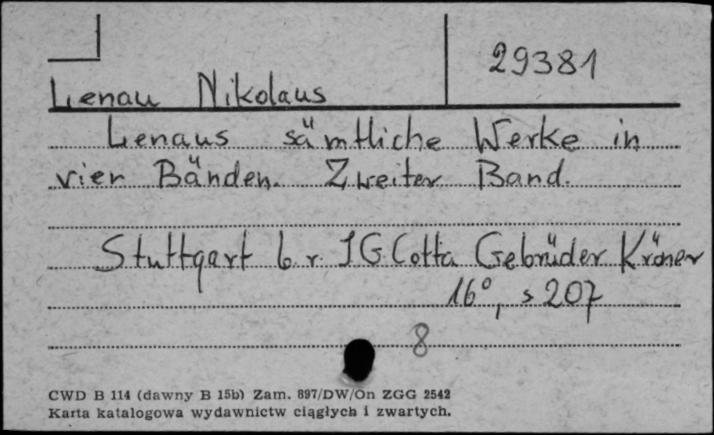 29381
Lenau Nikolaus
Lenaus sämtliche Werke in
vier Bänden. Zweiter Band.
Stuttgart b r. JG Cotta Gebrüder Kröner
16°, s 207
8
CWD B 114 (dawny B 15b) Zam. 897/DW/On ZGG 2542
Karta katalogowa wydawnictw ciągłych i zwartych.